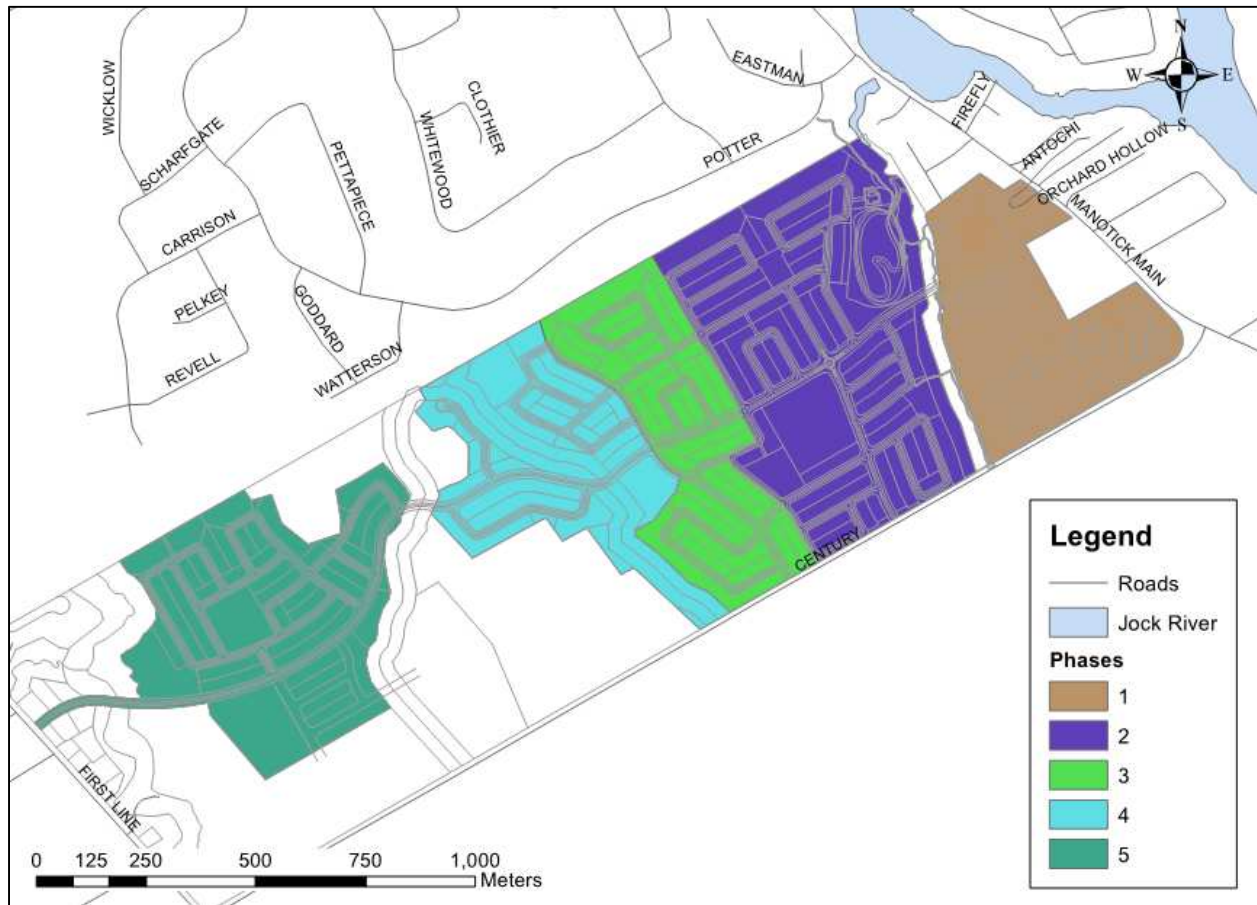 N
W E
S
EASTMAN
WICKLOW
CLOTHIER
FIREFLY
SCHARFGATE
WHITEWOOD
PETTAPIECE
POTTER
ANTOCHI
ORCHARD HOLLOW
CARRISON
MANOTICK MAIN
PELKEY
GODDARD
REVELL
WATTERSON
CENTURY
FIRST LINE
Legend
Roads
Jock River
Phases
1
2
3
4
5
0 125 250 500 750 1,000
Meters